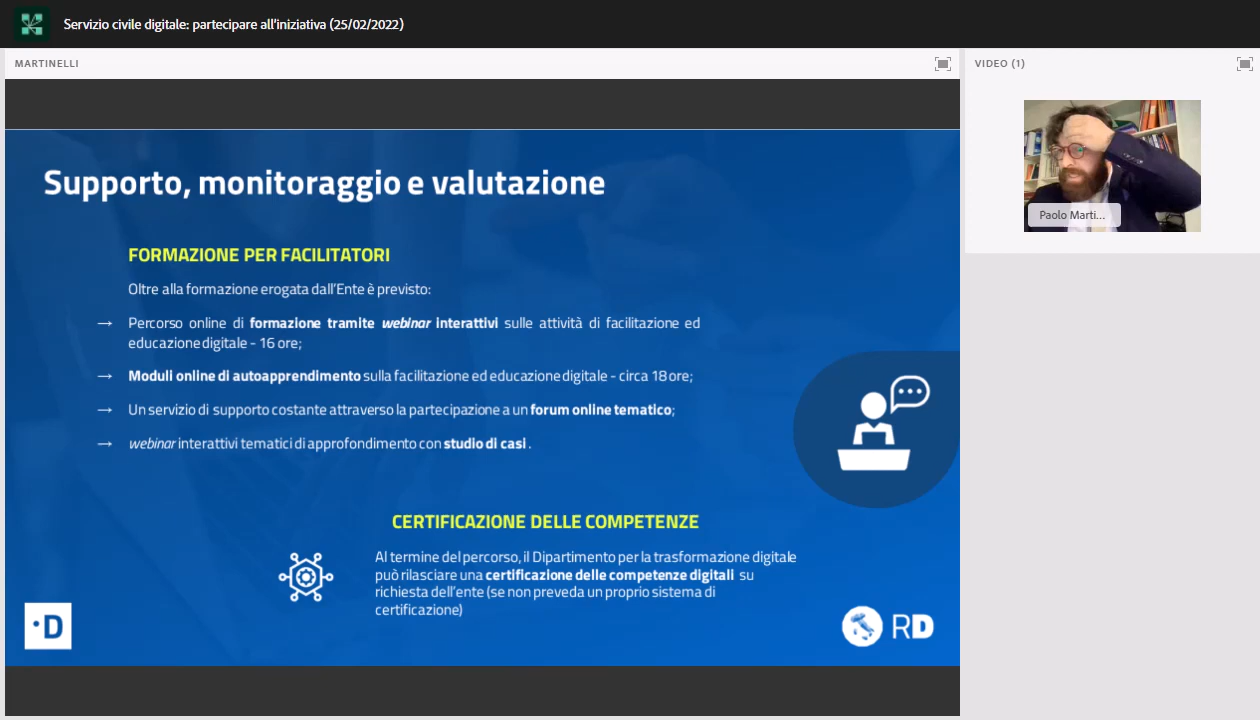 Servizio civile digitale: partecipare all'iniziativa (25/02/2022)
MARTINELLI
VIDEO (1)
Paolo Marti...
Supporto, monitoraggio e valutazione
FORMAZIONE PER FACILITATORI
Oltre alla formazione erogata dall'Ente è previsto:
→ Percorso online di formazione tramite webinar interattivi sulle attività di facilitazione ed
educazione digitale - 16 ore;
→ Moduli online di autoapprendimento sulla facilitazione ed educazione digitale - circa 18 ore;
→ Un servizio di supporto costante attraverso la partecipazione a un forum online tematico;
→ webinar interattivi tematici di approfondimento con studio di casi .
CERTIFICAZIONE DELLE COMPETENZE
Al termine del percorso, il Dipartimento per la trasformazione digitale
può rilasciare una certificazione delle competenze digitali su
richiesta dell'ente (se non preveda un proprio sistema di
certificazione)
D
RD